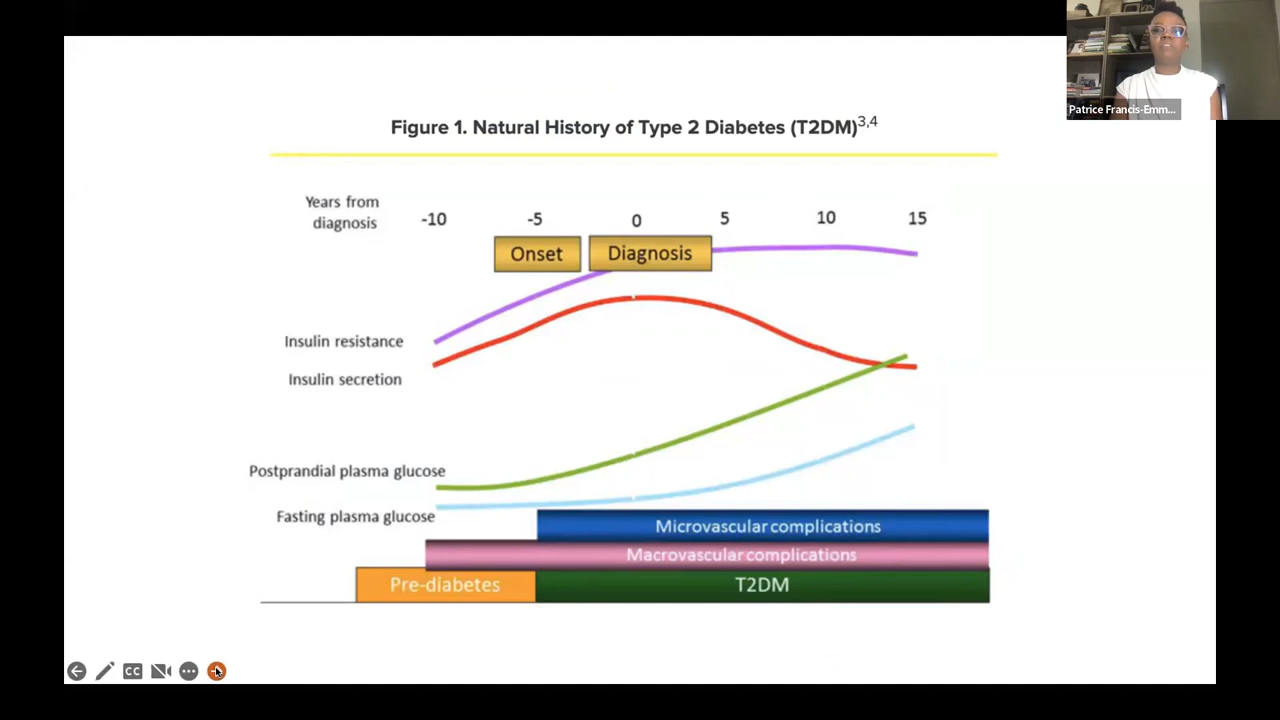 Patrice Francis-Emm...
Figure 1. Natural History of Type 2 Diabetes (T2DM)3,4
Years from
diagnosis
-10 -5 0 5 10 15
Onset Diagnosis
Insulin resistance
Insulin secretion
Postprandial plasma glucose
Fasting plasma glucose
Microvascular complications
Macrovascular complications
Pre-diabetes T2DM
CC